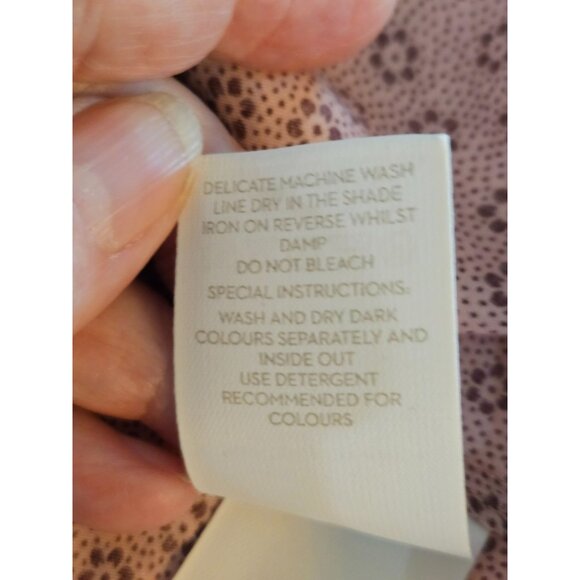 DELICATE MACHINE WASH
LINE DRY IN THE SHADE
IRON ON REVERSE WHILST
DAMP
DO NOT BLEACH
SPECIAL INSTRUCTIONS:
WASH AND DRY DARK
COLOURS SEPARATELY AND
INSIDE OUT
USE DETERGENT
RECOMMENDED FOR
COLOURS